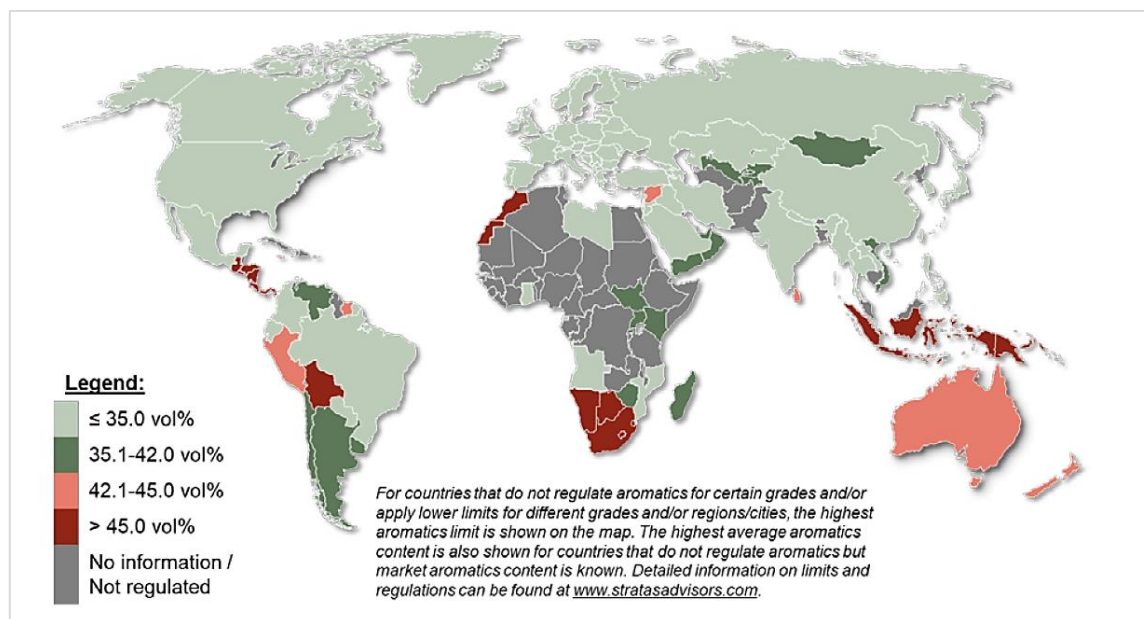 Legend:
≤ 35.0 vol%
35.1-42.0 vol%
42.1-45.0 vol%
> 45.0 vol%
No information /
Not regulated
For countries that do not regulate aromatics for certain grades and/or
apply lower limits for different grades and/or regions/cities, the highest
aromatics limit is shown on the map. The highest average aromatics
content is also shown for countries that do not regulate aromatics but
market aromatics content is known. Detailed information on limits and
regulations can be found at www.stratasadvisors.com.